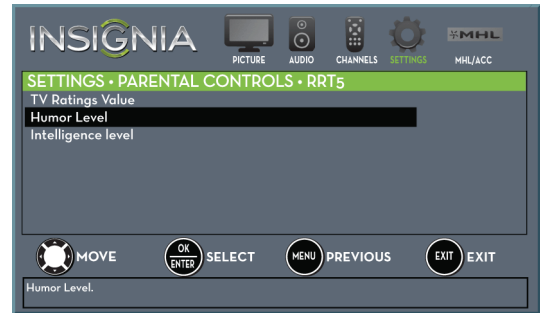 INSIGNIA
PICTURE AUDIO CHANNELS SETTINGS MHL MHL/ACC
SETTINGS • PARENTAL CONTROLS • RRT5
TV Ratings Value
Humor Level
Intelligence level
MOVE OK ENTER SELECT MENU PREVIOUS EXIT EXIT
Humor Level.